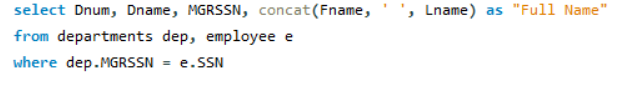 select Dnum, Dname, MGRSSN, concat(Fname, ' ', Lname) as "Full Name"
from departments dep, employee e
where dep.MGRSSN = e.SSN